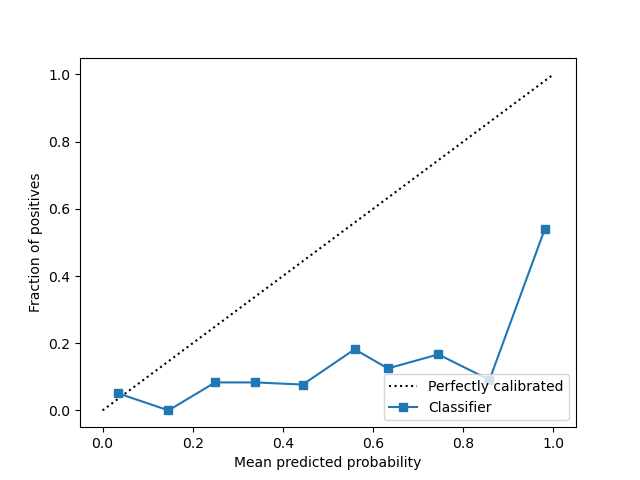 1.0
0.8
0.6
0.4
0.2
0.0
Fraction of positives
0.0 0.2 0.4 0.6 0.8 1.0
Mean predicted probability
Perfectly calibrated
Classifier